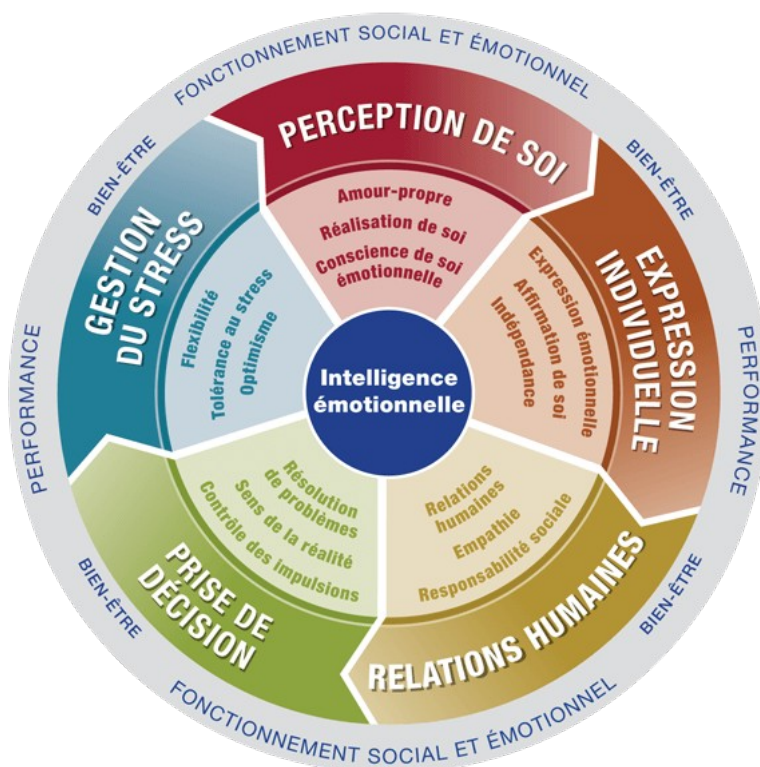 FONCTIONNEMENT SOCIAL ET ÉMOTIONNEL
BIEN-ÊTRE
BIEN-ÊTRE
PERCEPTION DE SOI
Amour-propre
Réalisation de soi
Conscience de soi
émotionnelle
EXPRESSION
INDIVIDUELLE
Expression émotionnelle
Affirmation de soi
Indépendance
GESTION
DU STRESS
Flexibilité
Tolérance au stress
Optimisme
Intelligence
émotionnelle
PERFORMANCE
PERFORMANCE
Relations
humaines
Empathie
Responsabilité sociale
RELATIONS HUMAINES
Résolution
de problèmes
Sens de la réalité
Contrôle des impulsions
PRISE DE
DÉCISION
BIEN-ÊTRE
BIEN-ÊTRE
FONCTIONNEMENT SOCIAL ET ÉMOTIONNEL